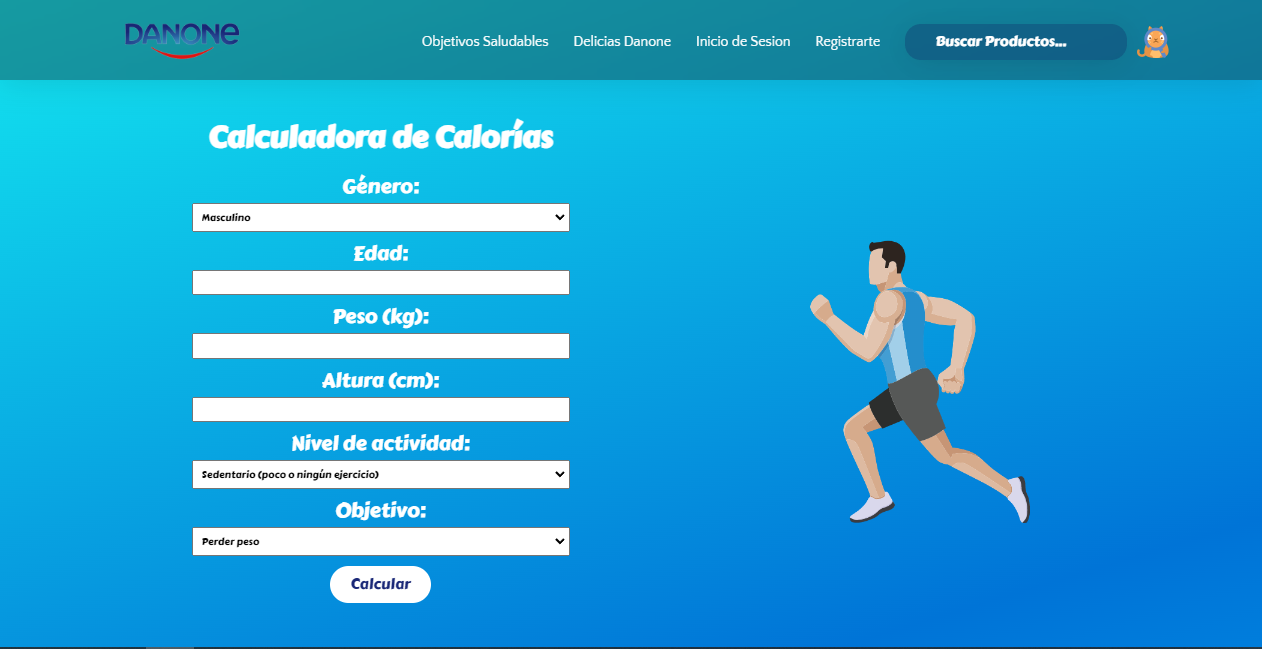 DANONE
Objetivos Saludables
Delicias Danone
Inicio de Sesion
Registrarte
Buscar Productos...
Calculadora de Calorías
Género:
Masculino
Edad:
Peso (kg):
Altura (cm):
Nivel de actividad:
Sedentario (poco o ningún ejercicio)
Objetivo:
Perder peso
Calcular